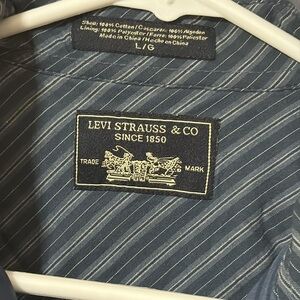 Shell: 100% Cotton/Cascara: 100% Algodon
Lining: 100% Polyester/Forro: 100% Poliester
Made in China/Hecho en China
L/G
LEVI STRAUSS & CO
SINCE 1850
TRADE MARK